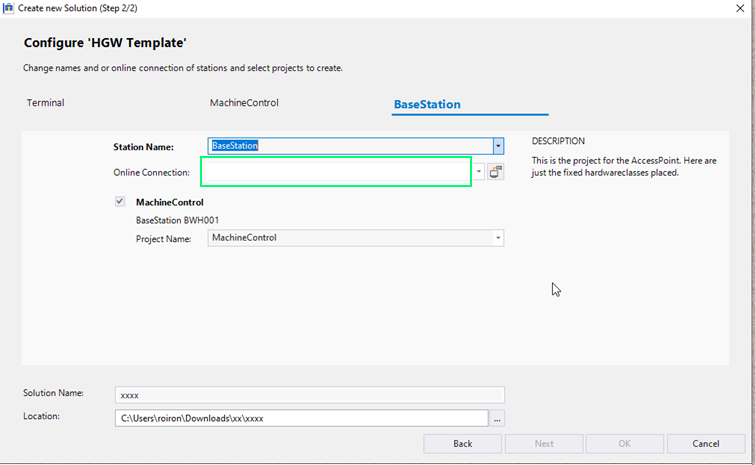 Create new Solution (Step 2/2)
Configure 'HGW Template'
Change names and or online connection of stations and select projects to create.
Terminal
MachineControl
BaseStation
Station Name:
BaseStation
Online Connection:
MachineControl
BaseStation BWH001
Project Name:
MachineControl
DESCRIPTION
This is the project for the AccessPoint. Here are
just the fixed hardwareclasses placed.
Solution Name:
xxxx
Location:
C:\Users\roiron\Downloads\xx\xxxx
...
Back
Next
OK
Cancel